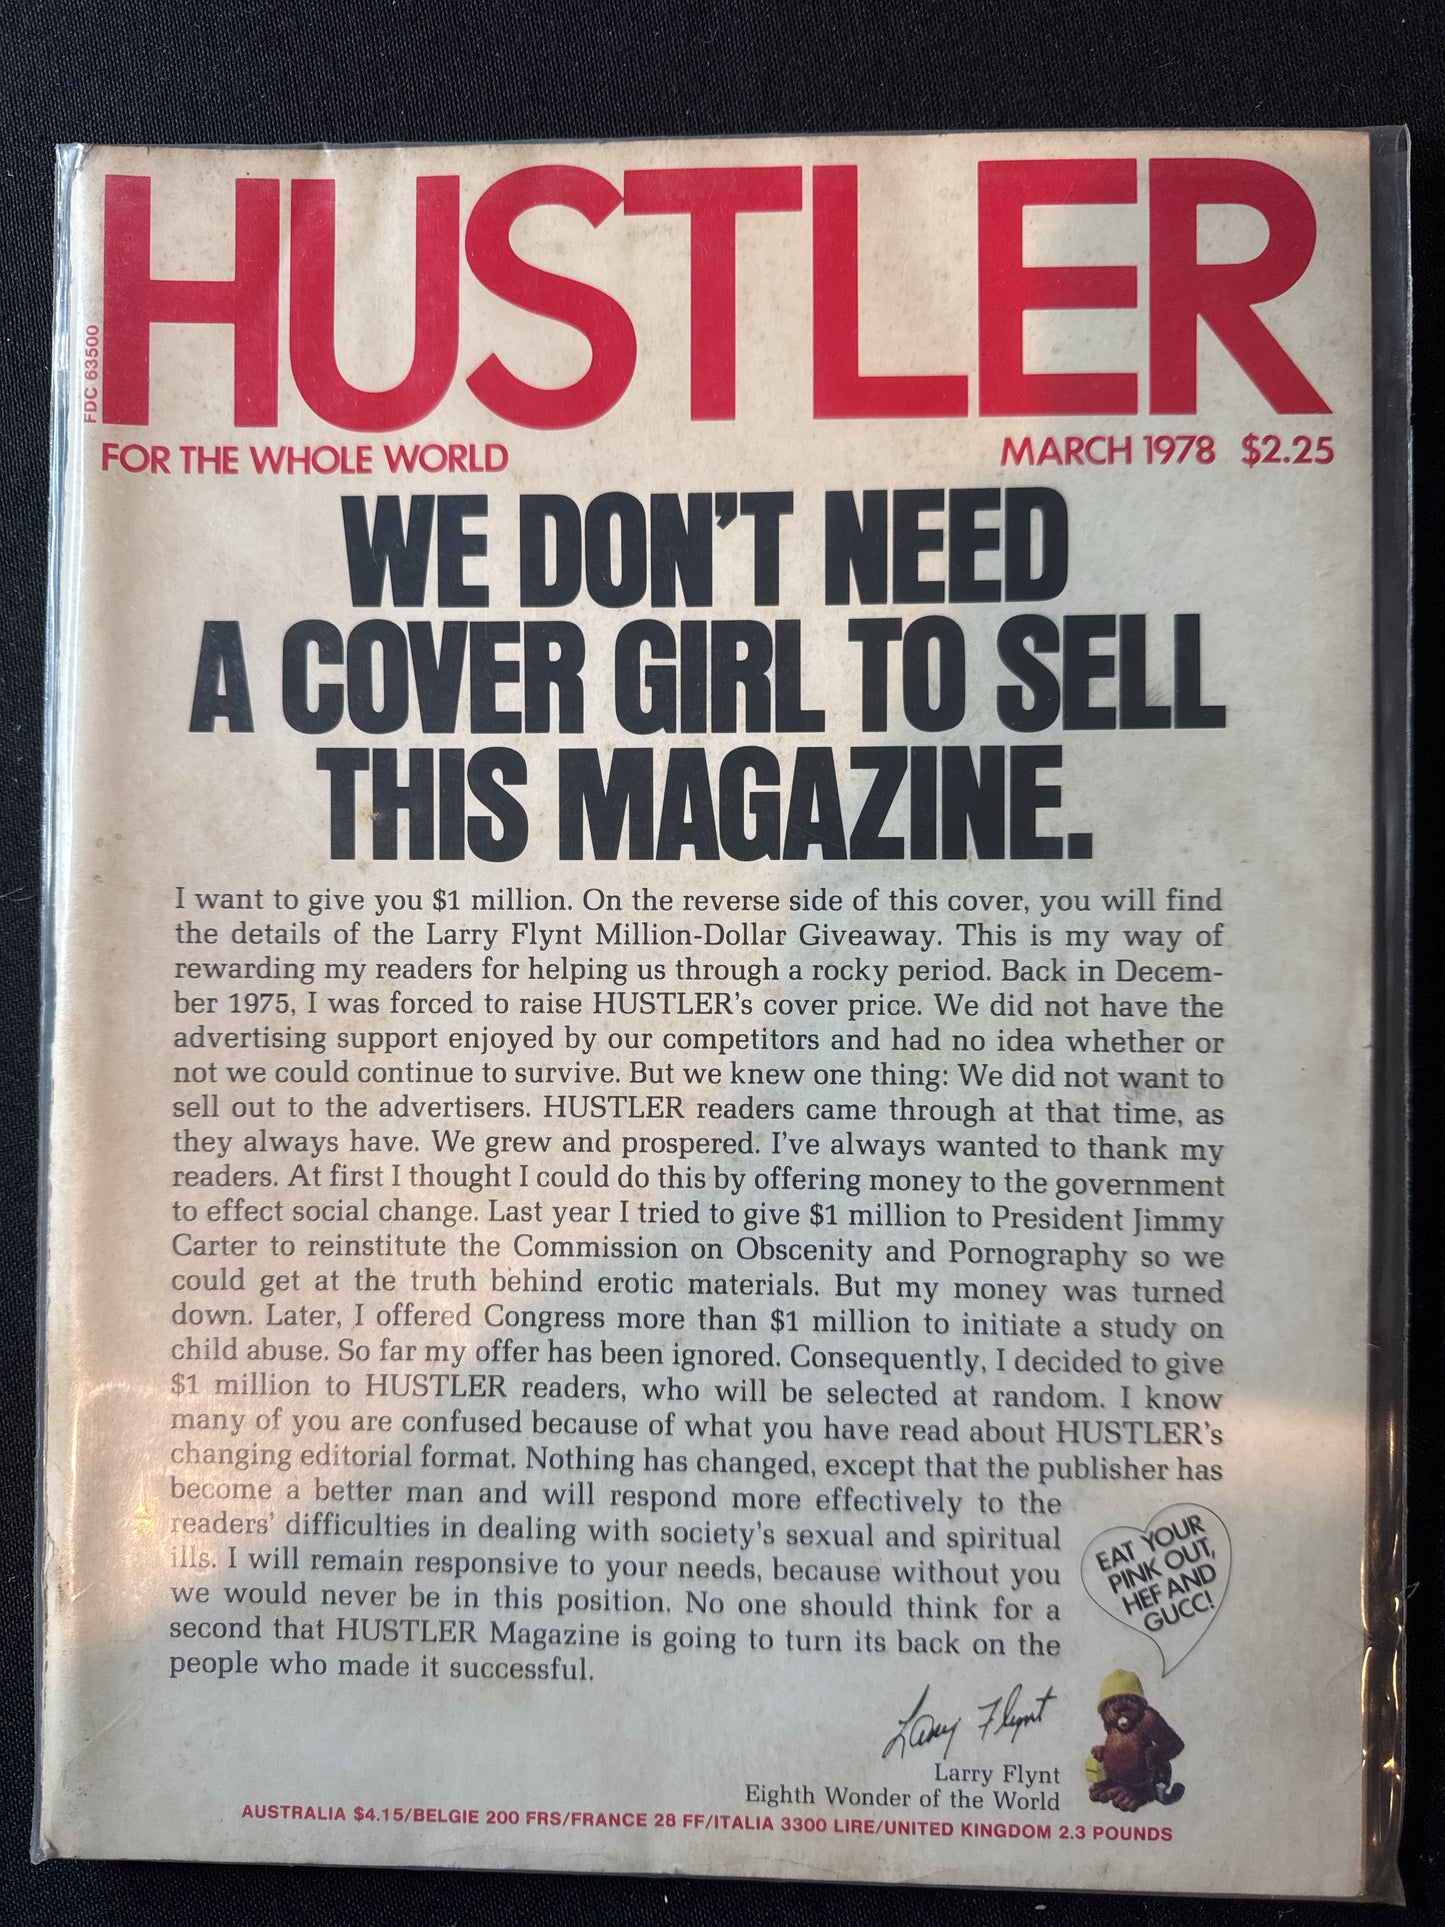 HUSTLER
FDC 63500
FOR THE WHOLE WORLD
MARCH 1978 $2.25
WE DON'T NEED
A COVER GIRL TO SELL
THIS MAGAZINE.
I want to give you $1 million. On the reverse side of this cover, you will find
the details of the Larry Flynt Million-Dollar Giveaway. This is my way of
rewarding my readers for helping us through a rocky period. Back in Decem-
ber 1975, I was forced to raise HUSTLER's cover price. We did not have the
advertising support enjoyed by our competitors and had no idea whether or
not we could continue to survive. But we knew one thing: We did not want to
sell out to the advertisers. HUSTLER readers came through at that time, as
they always have. We grew and prospered. I've always wanted to thank my
readers. At first I thought I could do this by offering money to the government
to effect social change. Last year I tried to give $1 million to President Jimmy
Carter to reinstitute the Commission on Obscenity and Pornography so we
could get at the truth behind erotic materials. But my money was turned
down. Later, I offered Congress more than $1 million to initiate a study on
child abuse. So far my offer has been ignored. Consequently, I decided to give
$1 million to HUSTLER readers, who will be selected at random. I know
many of you are confused because of what you have read about HUSTLER's
changing editorial format. Nothing has changed, except that the publisher has
become a better man and will respond more effectively to the
readers' difficulties in dealing with society's sexual and spiritual
ills. I will remain responsive to your needs, because without you
we would never be in this position. No one should think for a
second that HUSTLER Magazine is going to turn its back on the
people who made it successful.
EAT YOUR
PINK OUT,
HEF AND
GUCC!
Larry Flynt
Larry Flynt
Eighth Wonder of the World
AUSTRALIA $4.15/BELGIE 200 FRS/FRANCE 28 FF/ITALIA 3300 LIRE/UNITED KINGDOM 2.3 POUNDS